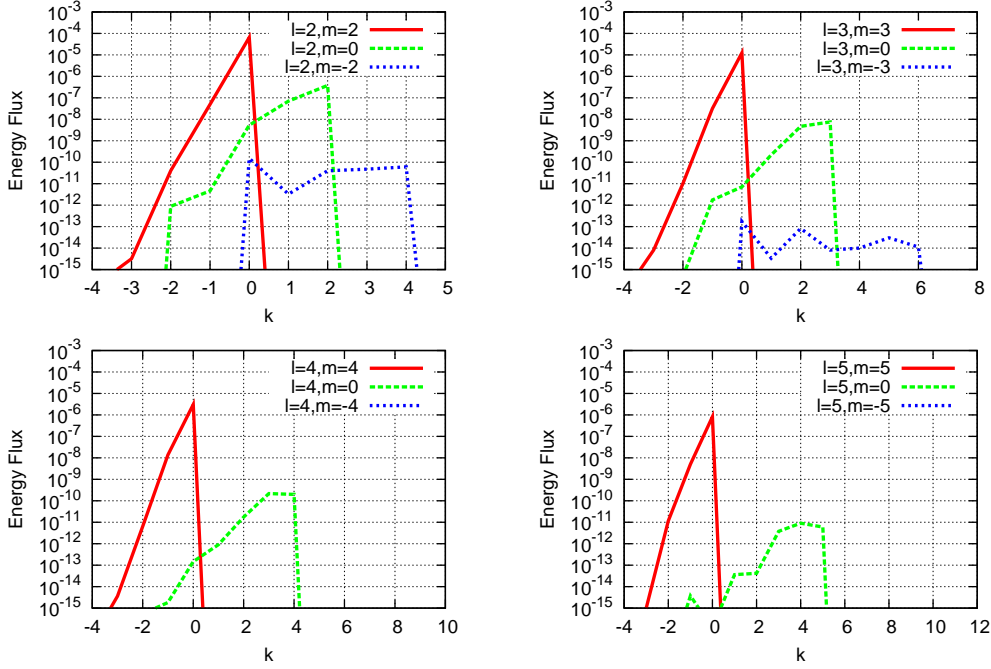 10^-3
10^-4
10^-5
10^-6
10^-7
10^-8
10^-9
10^-10
10^-11
10^-12
10^-13
10^-14
10^-15
Energy Flux
l=2,m=2
l=2,m=0
l=2,m=-2
-4 -3 -2 -1 0 1 2 3 4 5
k
10^-3
10^-4
10^-5
10^-6
10^-7
10^-8
10^-9
10^-10
10^-11
10^-12
10^-13
10^-14
10^-15
Energy Flux
l=3,m=3
l=3,m=0
l=3,m=-3
-4 -2 0 2 4 6 8
k
10^-3
10^-4
10^-5
10^-6
10^-7
10^-8
10^-9
10^-10
10^-11
10^-12
10^-13
10^-14
10^-15
Energy Flux
l=4,m=4
l=4,m=0
l=4,m=-4
-4 -2 0 2 4 6 8 10
k
10^-3
10^-4
10^-5
10^-6
10^-7
10^-8
10^-9
10^-10
10^-11
10^-12
10^-13
10^-14
10^-15
Energy Flux
l=5,m=5
l=5,m=0
l=5,m=-5
-4 -2 0 2 4 6 8 10 12
k